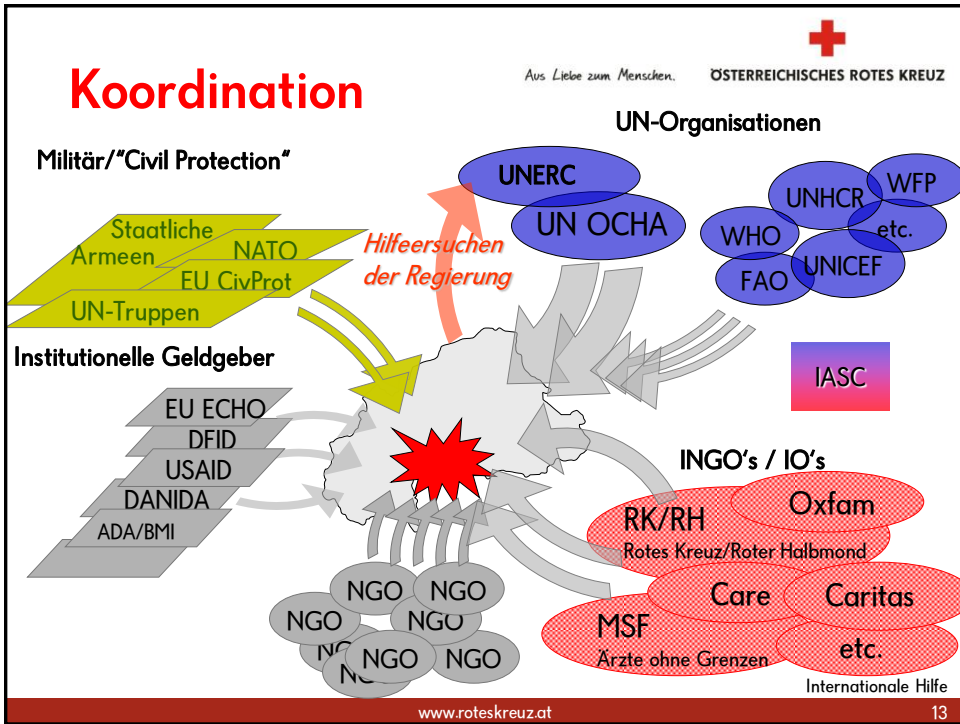 Koordination
Aus Liebe zum Menschen.
ÖSTERREICHISCHES ROTES KREUZ
UN-Organisationen
Militär/"Civil Protection"
Staatliche
Armeen
NATO
EU CivProt
UN-Truppen
Hilfeersuchen
der Regierung
UNERC
UN OCHA
UNHCR
WFP
WHO
etc.
UNICEF
FAO
Institutionelle Geldgeber
EU ECHO
DFID
USAID
DANIDA
ADA/BMI
IASC
INGO's / IO's
RK/RH
Rotes Kreuz/Roter Halbmond
Oxfam
Care
Caritas
MSF
Ärzte ohne Grenzen
etc.
NGO
NGO
NGO
NGO
NGO
NGO
NGO
NGO
Internationale Hilfe
www.roteskreuz.at
13